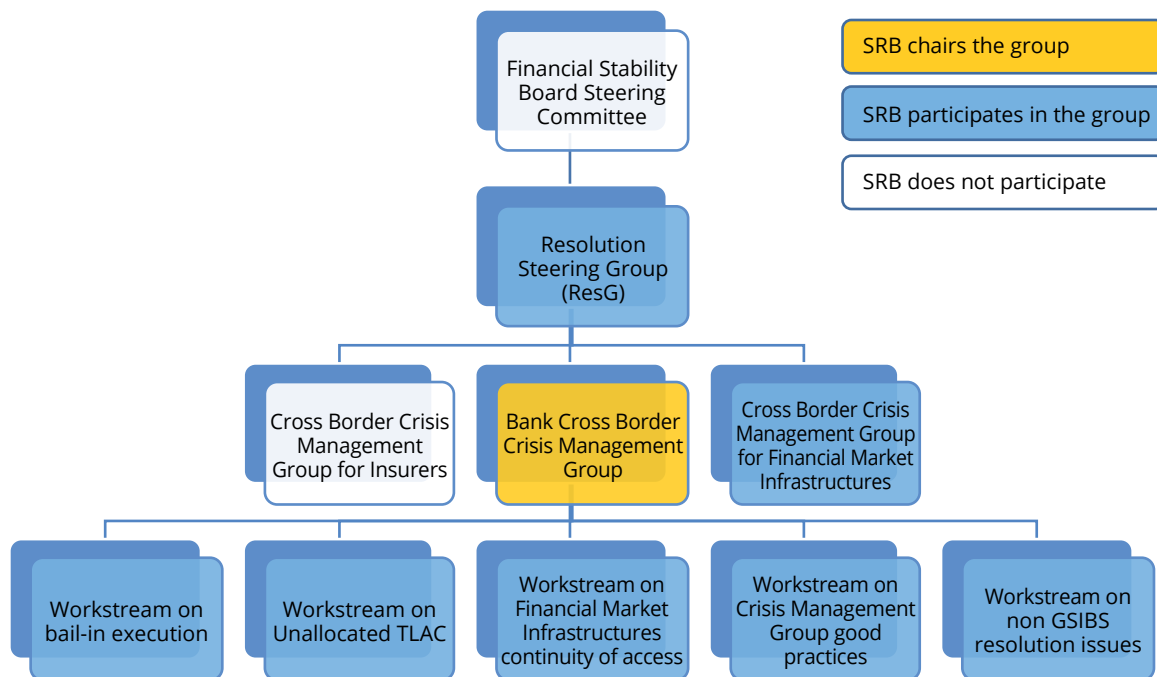 Financial Stability
Board Steering
Committee
SRB chairs the group
SRB participates in the group
SRB does not participate
Resolution
Steering Group
(ResG)
Cross Border Crisis
Management
Group for Insurers
Bank Cross Border
Crisis Management
Group
Cross Border Crisis
Management Group
for Financial Market
Infrastructures
Workstream on
bail-in execution
Workstream on
Unallocated TLAC
Workstream on
Financial Market
Infrastructures
continuity of access
Workstream on
Crisis Management
Group good
practices
Workstream on
non GSIBS
resolution issues